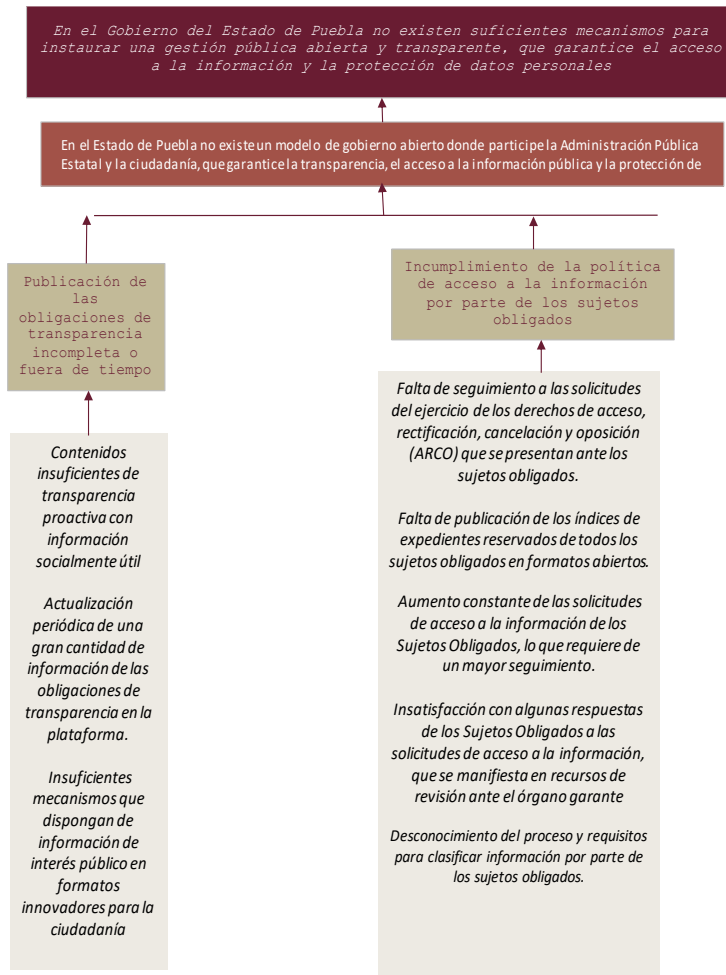 En el Gobierno del Estado de Puebla no existen suficientes mecanismos para
instaurar una gestión pública abierta y transparente, que garantice el acceso
a la información y la protección de datos personales
En el Estado de Puebla no existe un modelo de gobierno abierto donde participe la Administración Pública
Estatal y la ciudadanía, que garantice la transparencia, el acceso a la información pública y la protección de
Publicación de
las
obligaciones de
transparencia
incompleta o
fuera de tiempo
Contenidos
insuficientes de
transparencia
proactiva con
información
socialmente útil
Actualización
periódica de una
gran cantidad de
información de las
obligaciones de
transparencia en la
plataforma.
Insuficientes
mecanismos que
dispongan de
información de
interés público en
formatos
innovadores para la
ciudadanía
Incumplimiento de la política
de acceso a la información
por parte de los sujetos
obligados
Falta de seguimiento a las solicitudes
del ejercicio de los derechos de acceso,
rectificación, cancelación y oposición
(ARCO) que se presentan ante los
sujetos obligados.
Falta de publicación de los índices de
expedientes reservados de todos los
sujetos obligados en formatos abiertos.
Aumento constante de las solicitudes
de acceso a la información de los
Sujetos Obligados, lo que requiere de
un mayor seguimiento.
Insatisfacción con algunas respuestas
de los Sujetos Obligados a las
solicitudes de acceso a la información,
que se manifiesta en recursos de
revisión ante el órgano garante
Desconocimiento del proceso y requisitos
para clasificar información por parte de
los sujetos obligados.